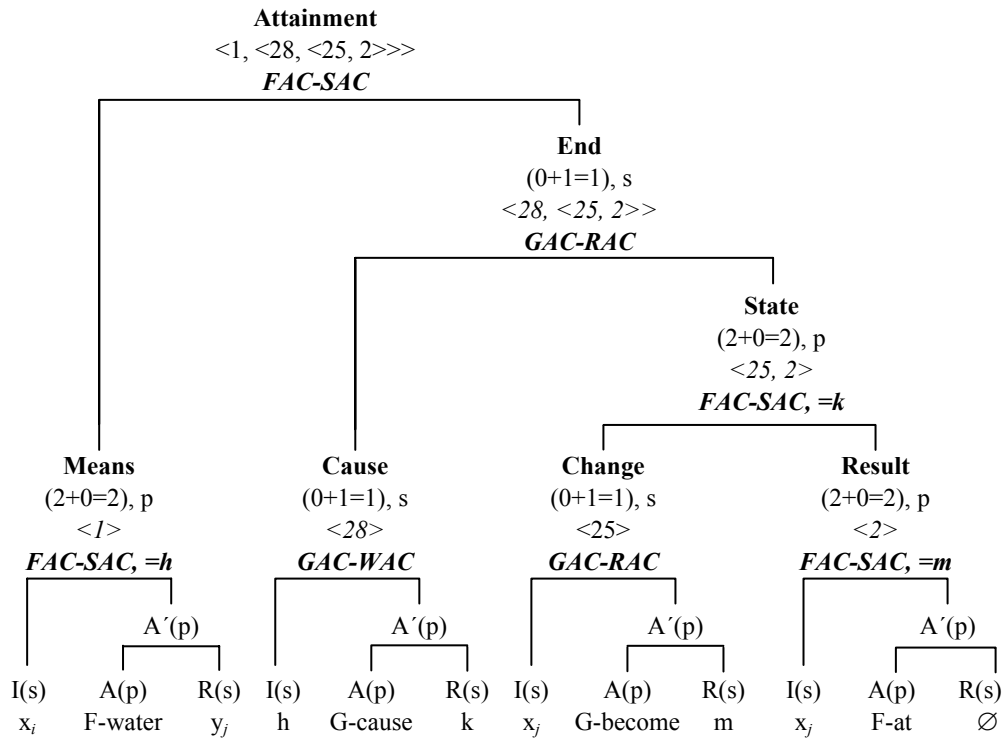 Attainment
<1, <28, <25, 2>>>
FAC-SAC
End
(0+1=1), s
<28, <25, 2>>
GAC-RAC
State
(2+0=2), p
<25, 2>
FAC-SAC, =k
Means Cause Change Result
(2+0=2), p (0+1=1), s (0+1=1), s (2+0=2), p
<1> <28> <25> <2>
FAC-SAC, =h GAC-WAC GAC-RAC FAC-SAC, =m
A´(p) A´(p) A´(p) A´(p)
I(s) A(p) R(s) I(s) A(p) R(s) I(s) A(p) R(s) I(s) A(p) R(s)
xᵢ F-water yⱼ h G-cause k xⱼ G-become m xⱼ F-at ∅